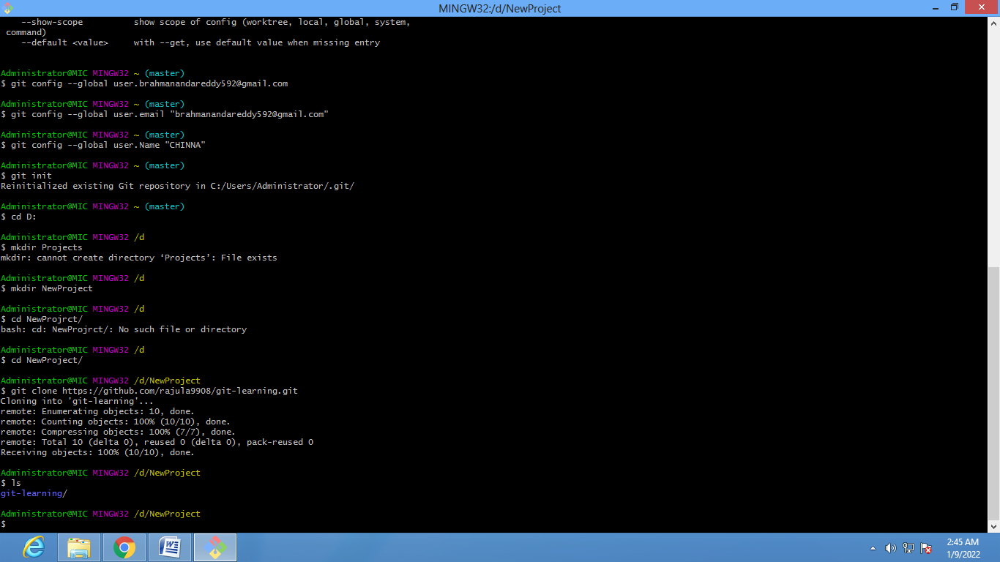 MINGW32:/d/NewProject
--show-scope          show scope of config (worktree, local, global, system,
command)
--default <value>     with --get, use default value when missing entry
Administrator@MIC MINGW32 ~ (master)
$ git config --global user.brahmanandareddy592@gmail.com
Administrator@MIC MINGW32 ~ (master)
$ git config --global user.email "brahmanandareddy592@gmail.com"
Administrator@MIC MINGW32 ~ (master)
$ git config --global user.Name "CHINNA"
Administrator@MIC MINGW32 ~ (master)
$ git init
Reinitialized existing Git repository in C:/Users/Administrator/.git/
Administrator@MIC MINGW32 ~ (master)
$ cd D:
Administrator@MIC MINGW32 /d
$ mkdir Projects
mkdir: cannot create directory ‘Projects’: File exists
Administrator@MIC MINGW32 /d
$ mkdir NewProject
Administrator@MIC MINGW32 /d
$ cd NewProjrct/
bash: cd: NewProjrct/: No such file or directory
Administrator@MIC MINGW32 /d
$ cd NewProject/
Administrator@MIC MINGW32 /d/NewProject
$ git clone https://github.com/rajula9908/git-learning.git
Cloning into 'git-learning'...
remote: Enumerating objects: 10, done.
remote: Counting objects: 100% (10/10), done.
remote: Compressing objects: 100% (7/7), done.
remote: Total 10 (delta 0), reused 0 (delta 0), pack-reused 0
Receiving objects: 100% (10/10), done.
Administrator@MIC MINGW32 /d/NewProject
$ ls
git-learning/
Administrator@MIC MINGW32 /d/NewProject
$
2:45 AM
1/9/2022